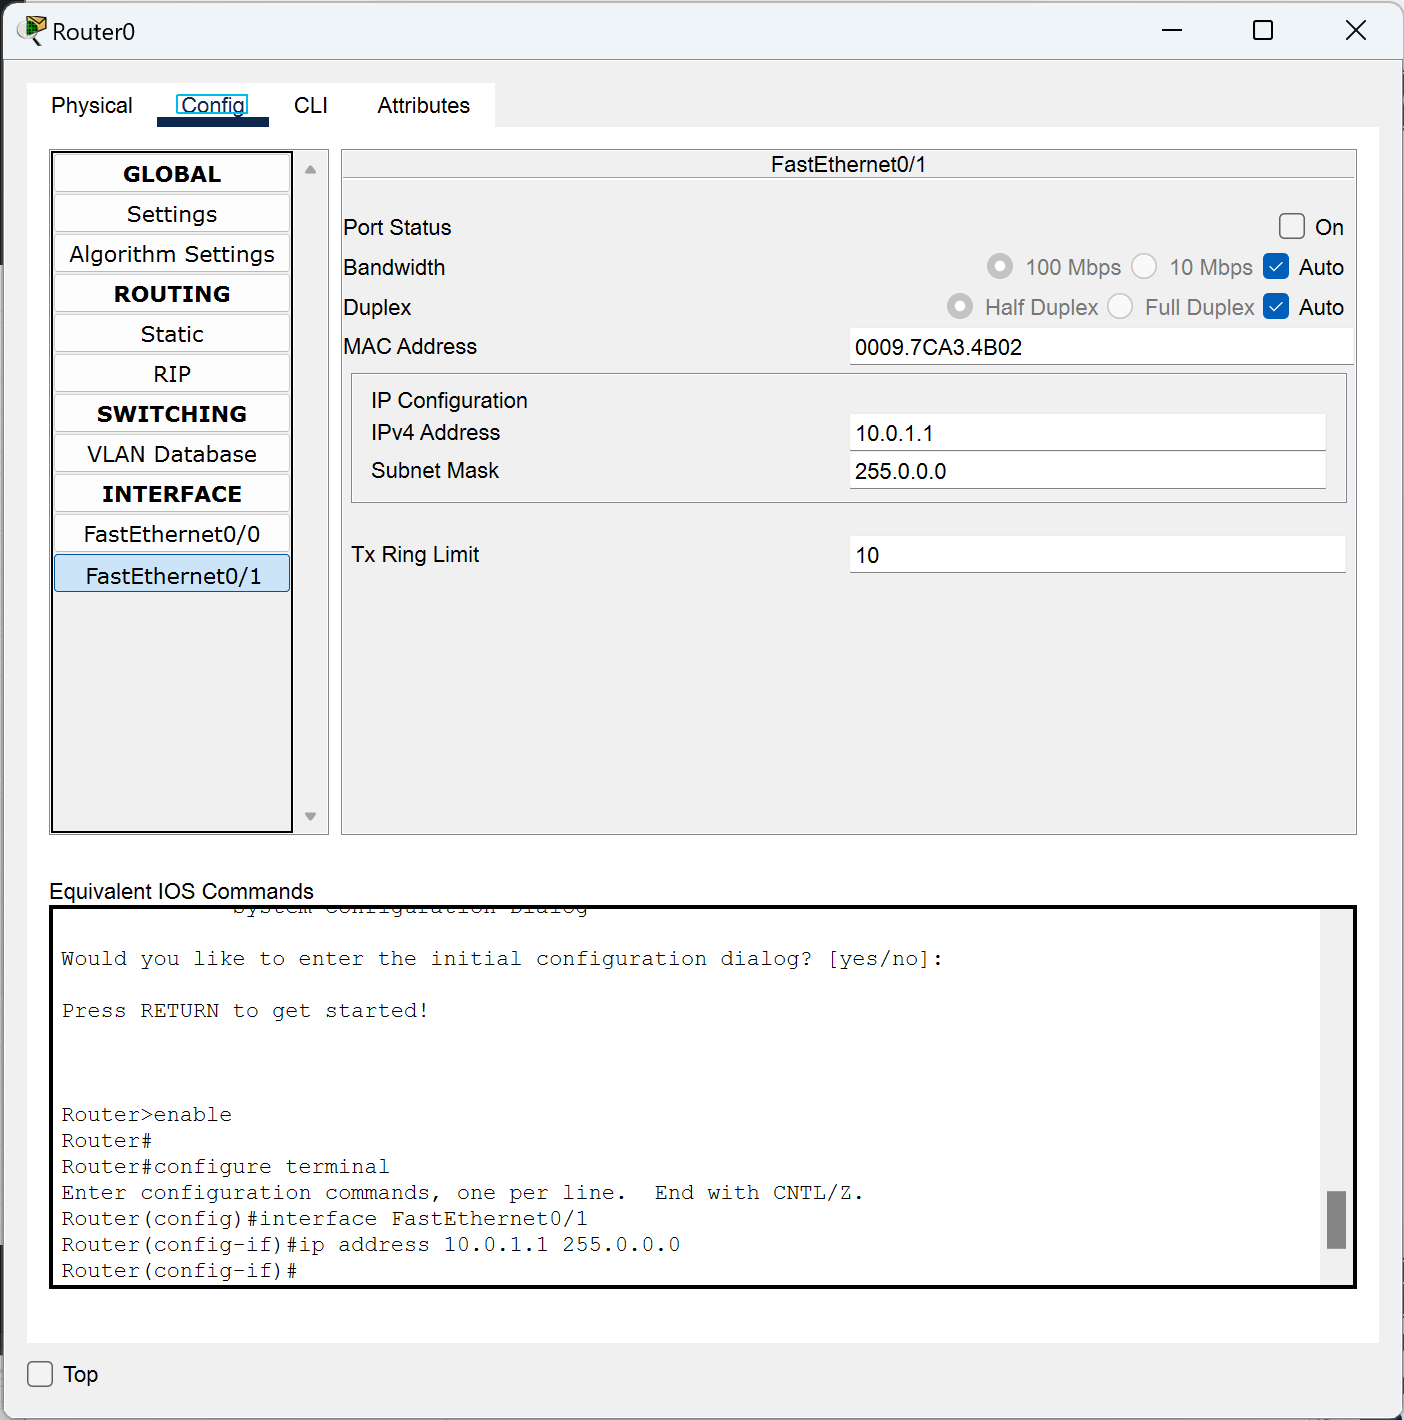 Router0
Physical Config CLI Attributes
GLOBAL
Settings
Algorithm Settings
ROUTING
Static
RIP
SWITCHING
VLAN Database
INTERFACE
FastEthernet0/0
FastEthernet0/1
FastEthernet0/1
Port Status On
Bandwidth 100 Mbps 10 Mbps Auto
Duplex Half Duplex Full Duplex Auto
MAC Address 0009.7CA3.4B02
IP Configuration
IPv4 Address 10.0.1.1
Subnet Mask 255.0.0.0
Tx Ring Limit 10
Equivalent IOS Commands
System Configuration Dialog
Would you like to enter the initial configuration dialog? [yes/no]:
Press RETURN to get started!
Router>enable
Router#
Router#configure terminal
Enter configuration commands, one per line.  End with CNTL/Z.
Router(config)#interface FastEthernet0/1
Router(config-if)#ip address 10.0.1.1 255.0.0.0
Router(config-if)#
Top